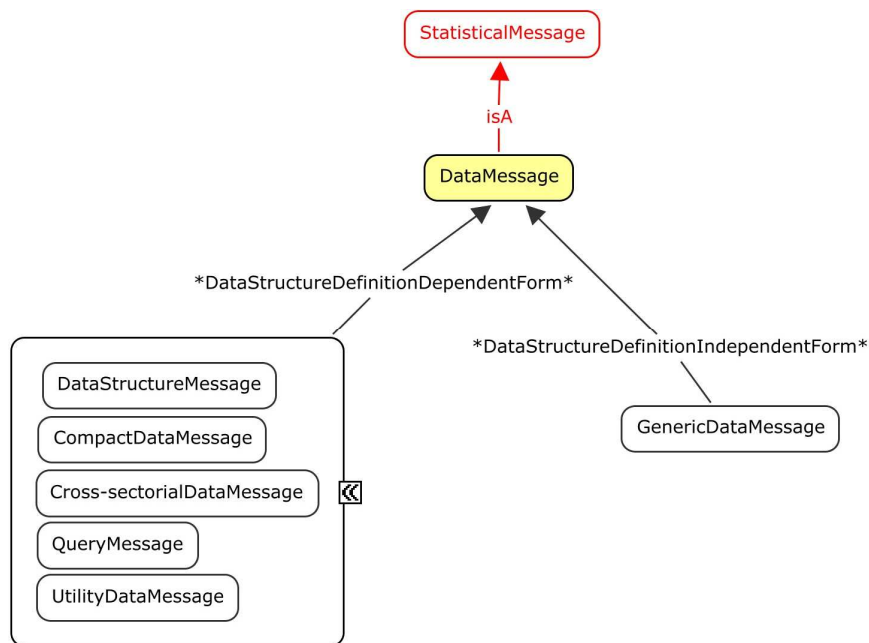 StatisticalMessage
isA
DataMessage
*DataStructureDefinitionDependentForm*
*DataStructureDefinitionIndependentForm*
DataStructureMessage
GenericDataMessage
CompactDataMessage
Cross-sectorialDataMessage
QueryMessage
UtilityDataMessage